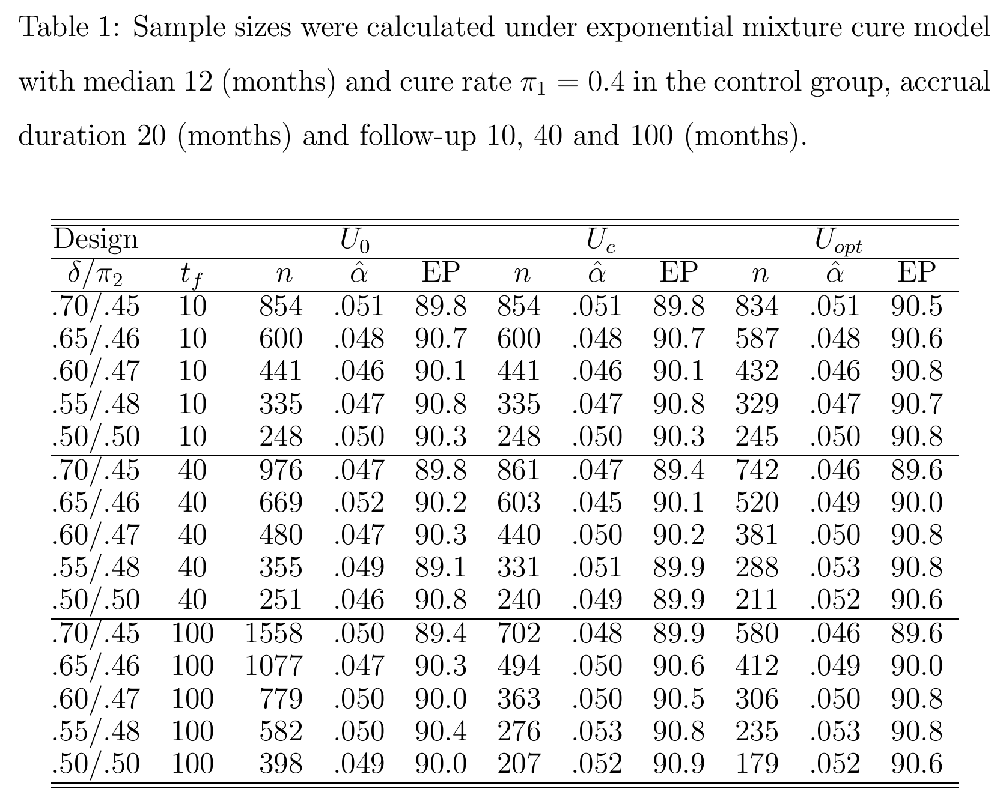 Table 1: Sample sizes were calculated under exponential mixture cure model
with median 12 (months) and cure rate π₁ = 0.4 in the control group, accrual
duration 20 (months) and follow-up 10, 40 and 100 (months).
Design U₀ U_c U_opt
δ/π₂ t_f n α̂ EP n α̂ EP n α̂ EP
.70/.45 10 854 .051 89.8 854 .051 89.8 834 .051 90.5
.65/.46 10 600 .048 90.7 600 .048 90.7 587 .048 90.6
.60/.47 10 441 .046 90.1 441 .046 90.1 432 .046 90.8
.55/.48 10 335 .047 90.8 335 .047 90.8 329 .047 90.7
.50/.50 10 248 .050 90.3 248 .050 90.3 245 .050 90.8
.70/.45 40 976 .047 89.8 861 .047 89.4 742 .046 89.6
.65/.46 40 669 .052 90.2 603 .045 90.1 520 .049 90.0
.60/.47 40 480 .047 90.3 440 .050 90.2 381 .050 90.8
.55/.48 40 355 .049 89.1 331 .051 89.9 288 .053 90.8
.50/.50 40 251 .046 90.8 240 .049 89.9 211 .052 90.6
.70/.45 100 1558 .050 89.4 702 .048 89.9 580 .046 89.6
.65/.46 100 1077 .047 90.3 494 .050 90.6 412 .049 90.0
.60/.47 100 779 .050 90.0 363 .050 90.5 306 .050 90.8
.55/.48 100 582 .050 90.4 276 .053 90.8 235 .053 90.8
.50/.50 100 398 .049 90.0 207 .052 90.9 179 .052 90.6